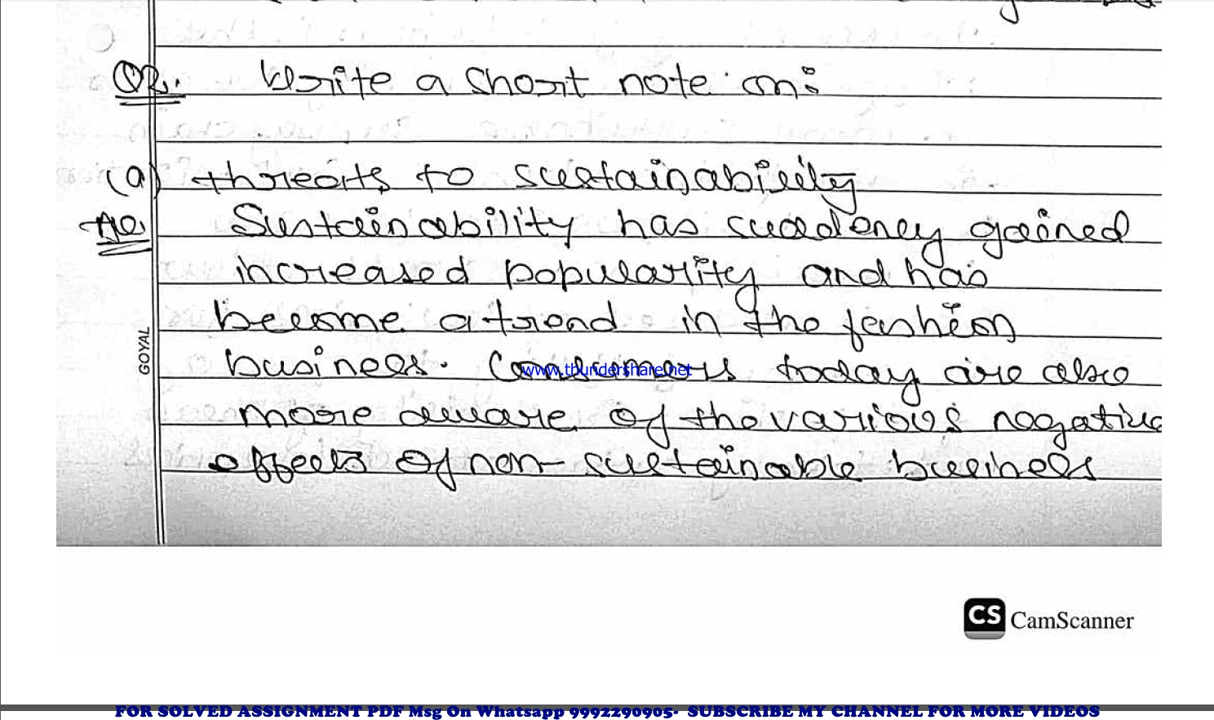 Q2. Write a short note on:
(a) threats to sustainability
Sustainability has suddenly gained
increased popularity and has
become a trend in the fashion
GOYAL
business. Consumers today are also
www.thundershare.net
more aware of the various negative
effects of non-sustainable business
CS CamScanner
FOR SOLVED ASSIGNMENT PDF Msg On Whatsapp 9992290905- SUBSCRIBE MY CHANNEL FOR MORE VIDEOS